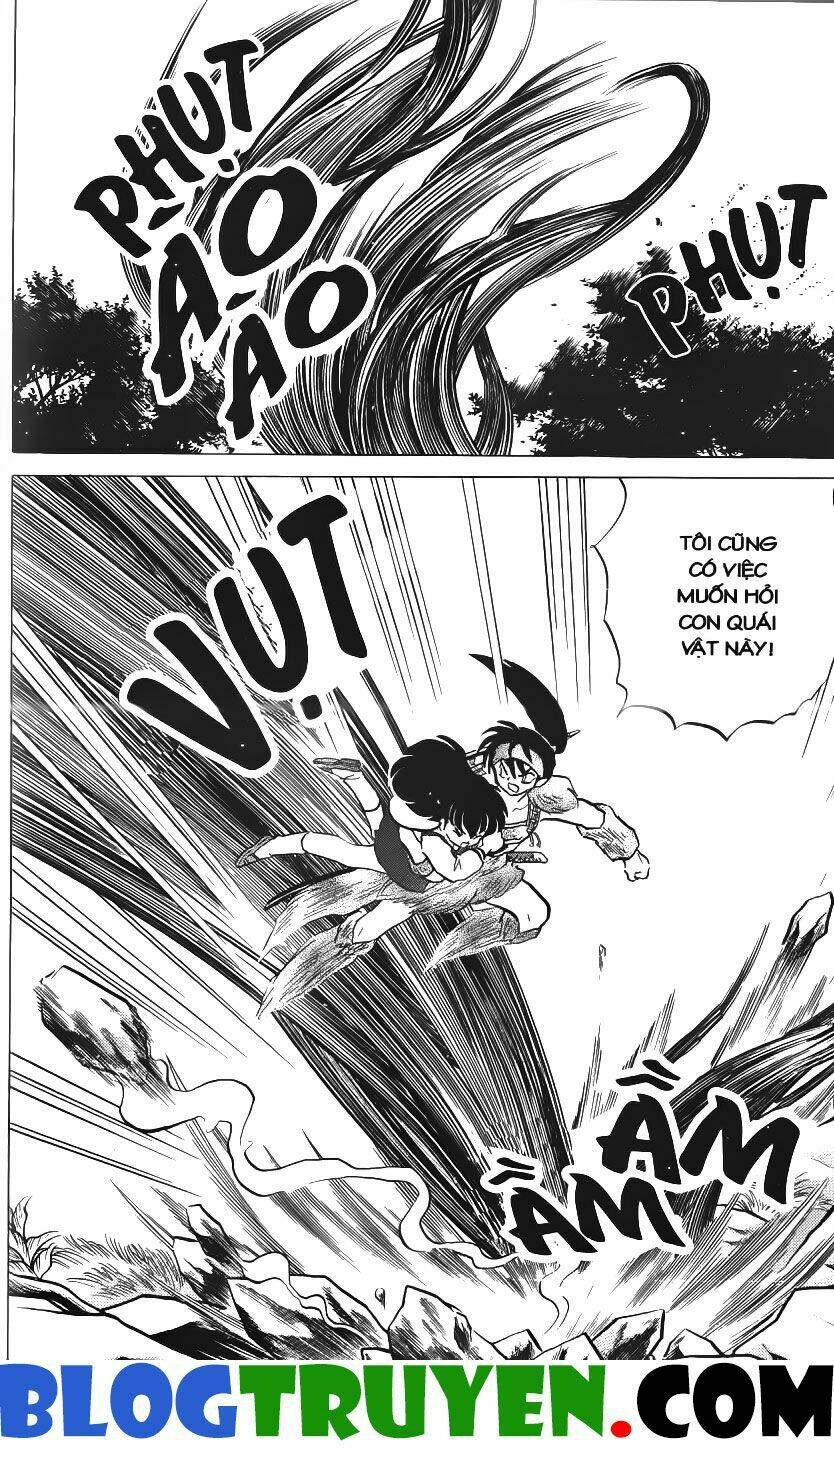 PHỤT
ÀO
ÀO
PHỤT
VỤT
TÔI CŨNG
CÓ VIỆC
MUỐN HỎI
CON QUÁI
VẬT NÀY!
ẦM
ẦM
BLOGTRUYEN.COM